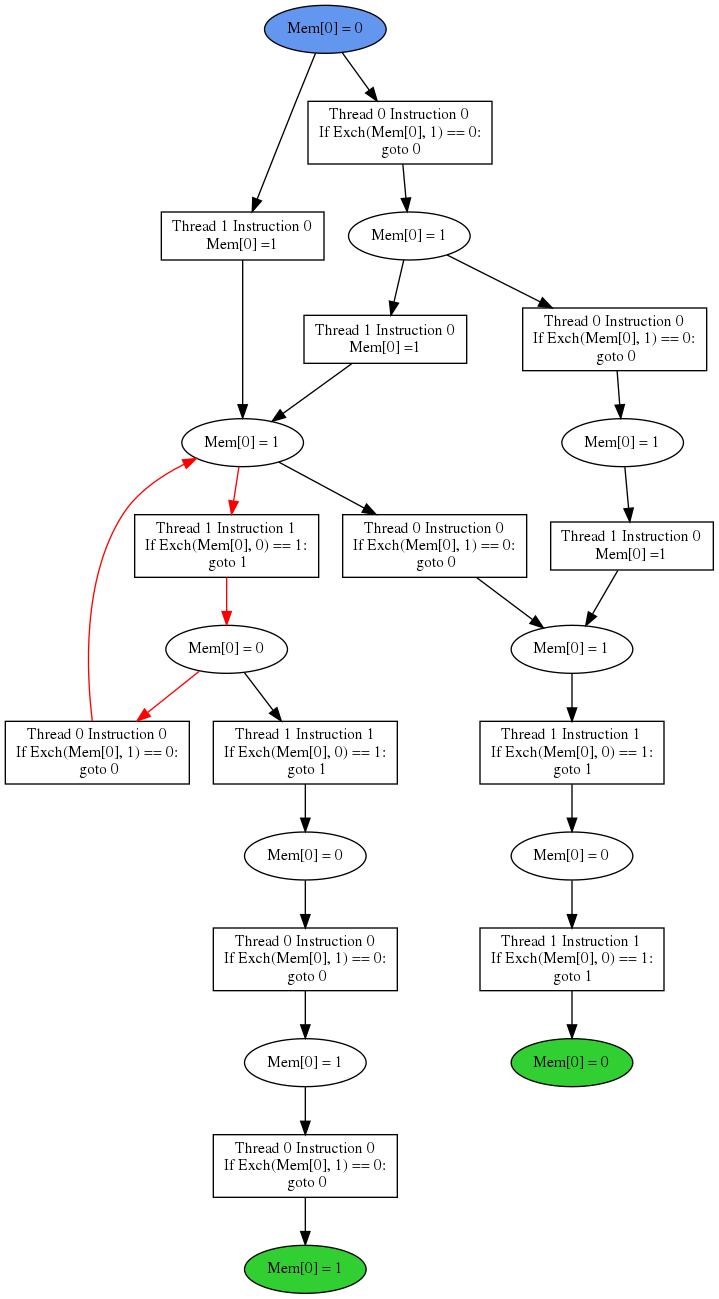 Mem[0] = 0
Thread 0 Instruction 0
If Exch(Mem[0], 1) == 0:
goto 0
Thread 1 Instruction 0
Mem[0] =1
Mem[0] = 1
Thread 1 Instruction 0
Mem[0] =1
Thread 0 Instruction 0
If Exch(Mem[0], 1) == 0:
goto 0
Mem[0] = 1
Mem[0] = 1
Thread 1 Instruction 1
If Exch(Mem[0], 0) == 1:
goto 1
Thread 0 Instruction 0
If Exch(Mem[0], 1) == 0:
goto 0
Thread 1 Instruction 0
Mem[0] =1
Mem[0] = 0
Mem[0] = 1
Thread 0 Instruction 0
If Exch(Mem[0], 1) == 0:
goto 0
Thread 1 Instruction 1
If Exch(Mem[0], 0) == 1:
goto 1
Thread 1 Instruction 1
If Exch(Mem[0], 0) == 1:
goto 1
Mem[0] = 0
Mem[0] = 0
Thread 0 Instruction 0
If Exch(Mem[0], 1) == 0:
goto 0
Thread 1 Instruction 1
If Exch(Mem[0], 0) == 1:
goto 1
Mem[0] = 1
Mem[0] = 0
Thread 0 Instruction 0
If Exch(Mem[0], 1) == 0:
goto 0
Mem[0] = 1